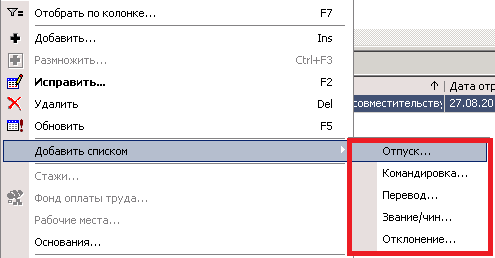 Отобрать по колонке... F7
Добавить... Ins
Размножить... Ctrl+F3
Исправить... F2
Удалить Del
Обновить F5
Добавить списком
Стажи...
Фонд оплаты труда...
Рабочие места...
Основания...
Дата отр
совместительству 27.08.20
Отпуск...
Командировка...
Перевод...
Звание/чин...
Отклонение...